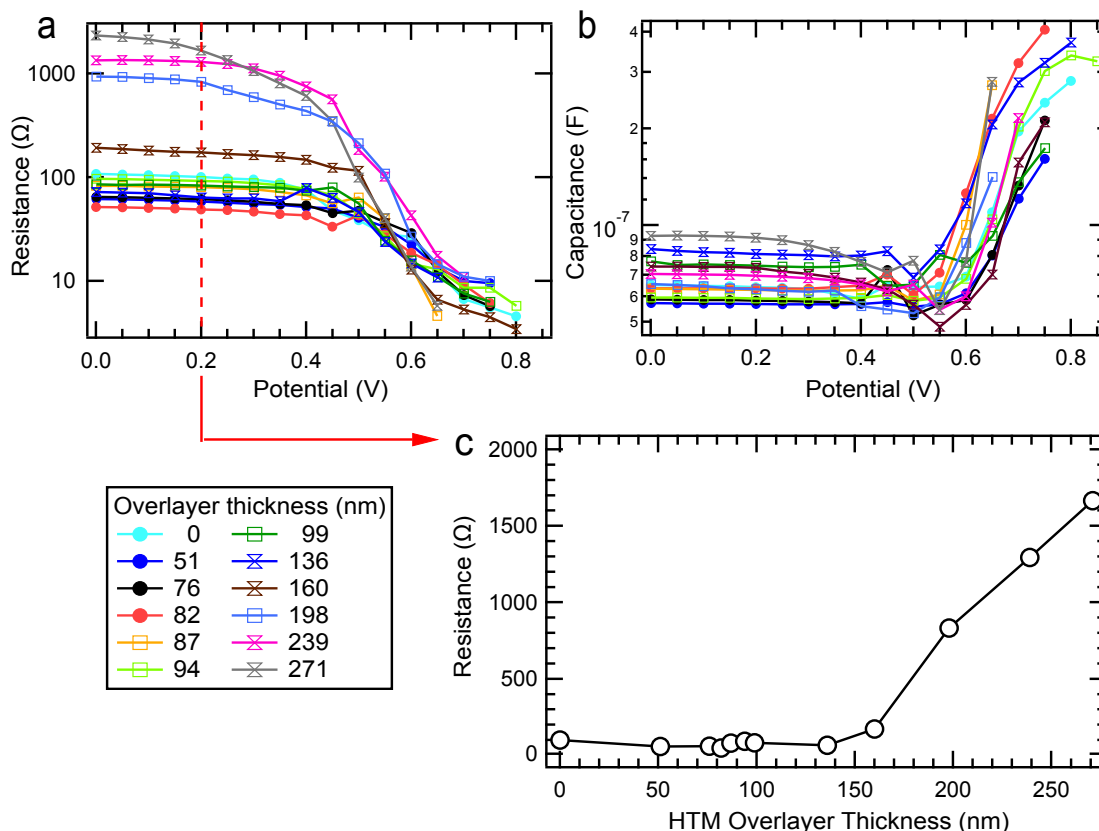 a
Resistance (Ω)
1000
100
10
0.0 0.2 0.4 0.6 0.8
Potential (V)
b
Capacitance (F)
4
3
2
10⁻⁷
9
8
7
6
5
0.0 0.2 0.4 0.6 0.8
Potential (V)
Overlayer thickness (nm)
0 99
51 136
76 160
82 198
87 239
94 271
c
Resistance (Ω)
2000
1500
1000
500
0
0 50 100 150 200 250
HTM Overlayer Thickness (nm)